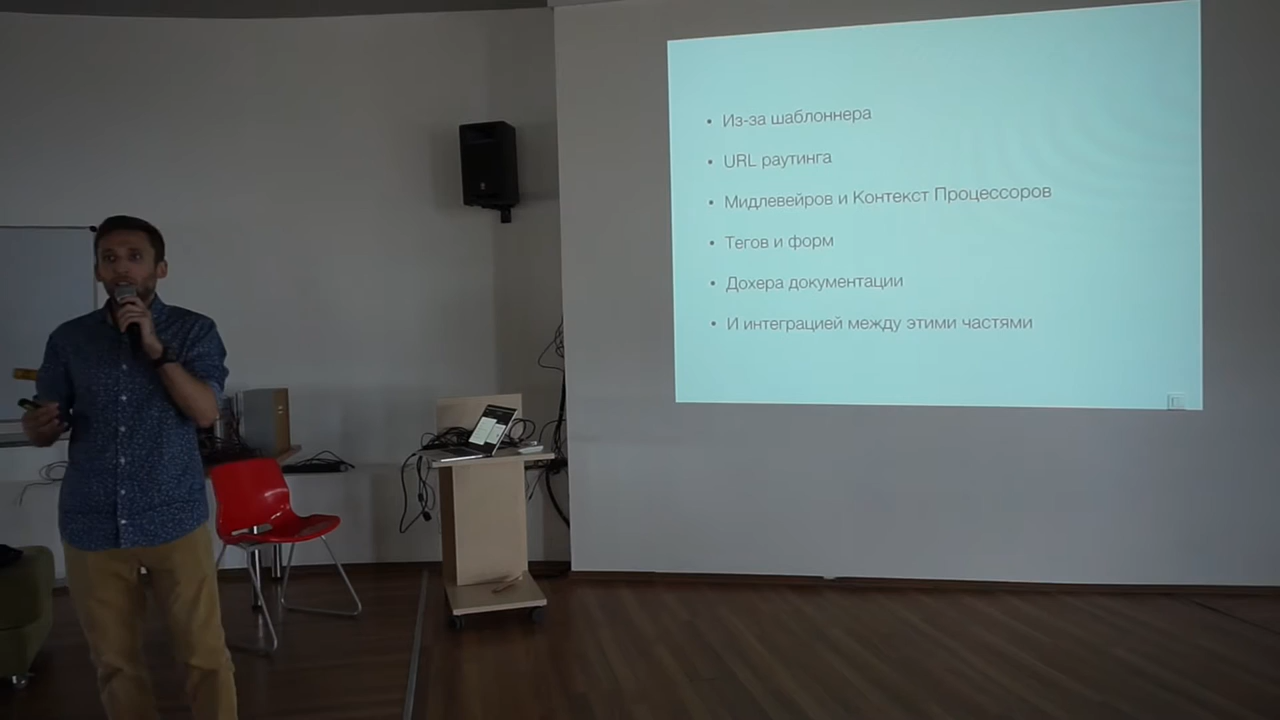 • Из-за шаблоннера
• URL раутинга
• Мидлевейров и Контекст Процессоров
• Тегов и форм
• Дохера документации
• И интеграцией между этими частями